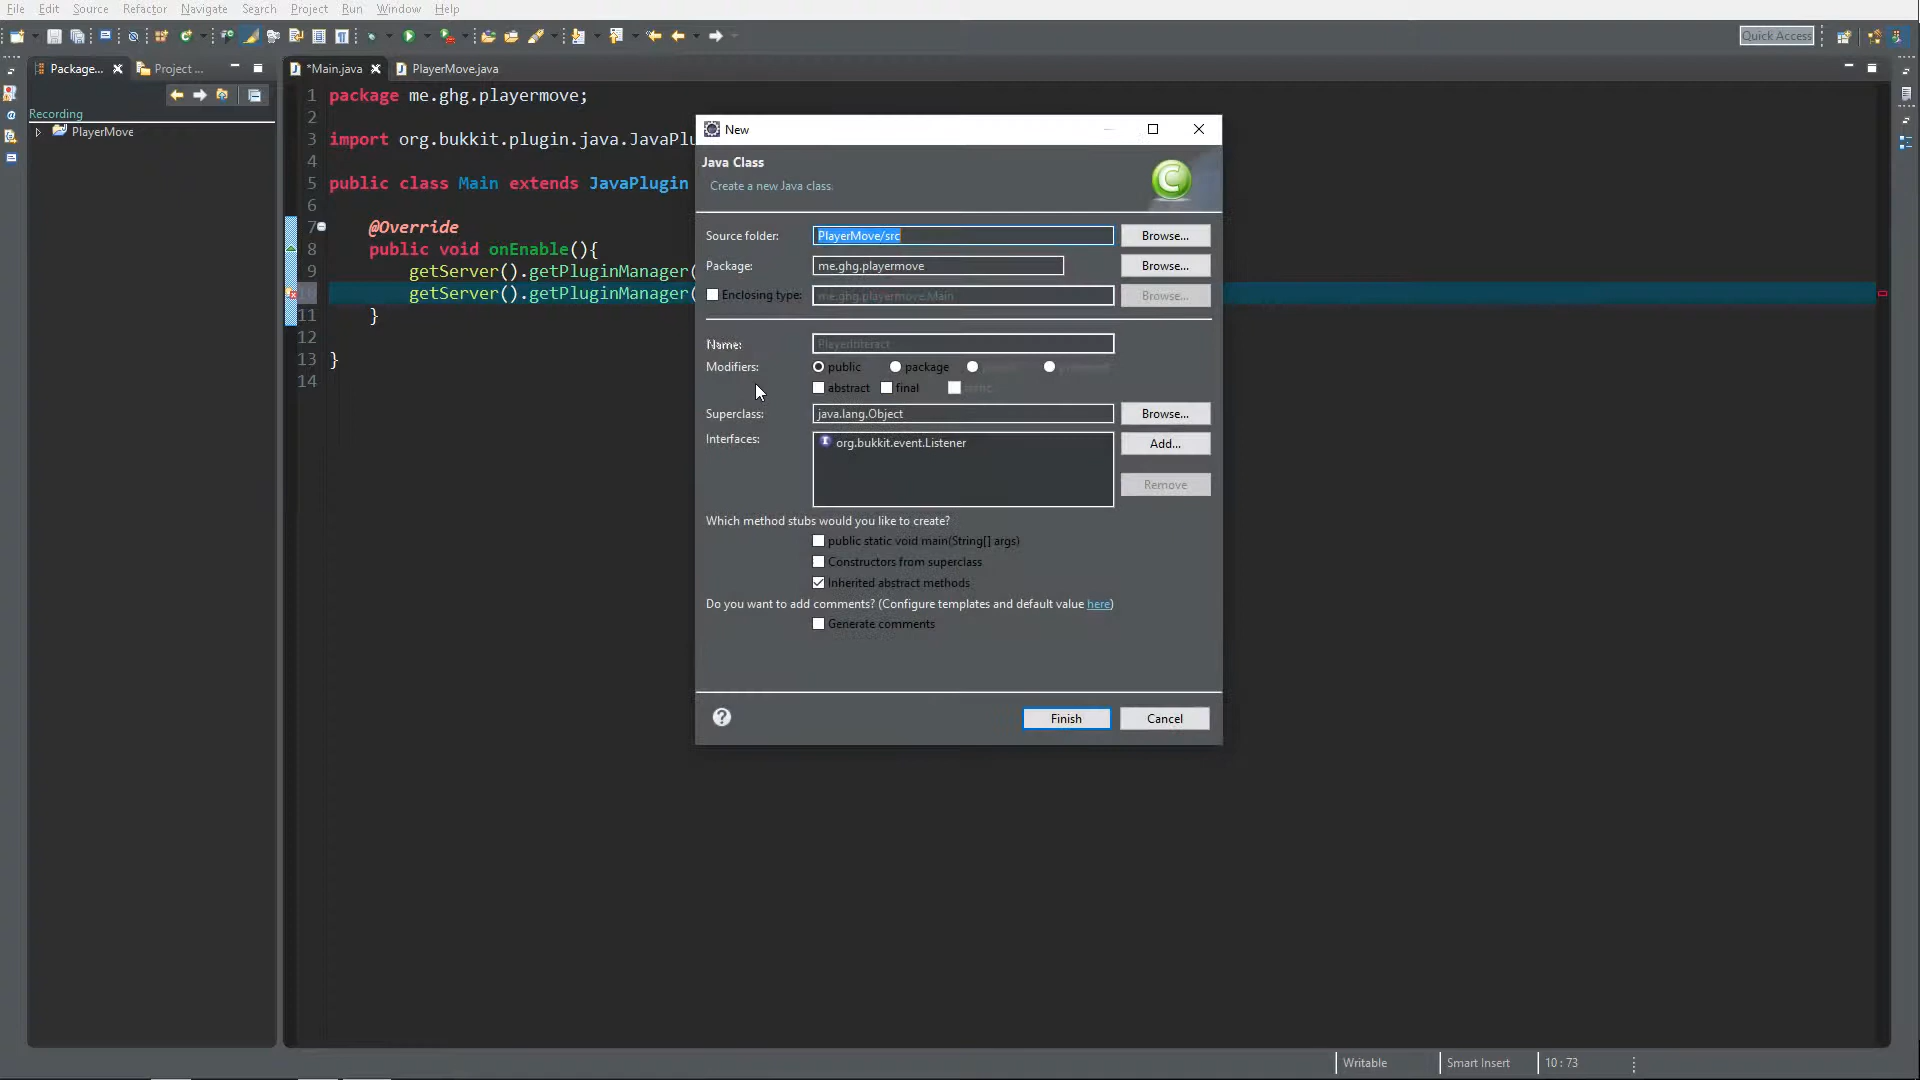 File Edit Source Refactor Navigate Search Project Run Window Help
Quick Access
Package... Project ... *Main.java PlayerMove.java
Recording
PlayerMove
1 package me.ghg.playermove;
2
3 import org.bukkit.plugin.java.JavaPlu
4
5 public class Main extends JavaPlugin
6
7 @Override
8 public void onEnable(){
9 getServer().getPluginManager(
getServer().getPluginManager(
11 }
12
13 }
14
New
Java Class
Create a new Java class.
Source folder: PlayerMove/src Browse...
Package: me.ghg.playermove Browse...
Enclosing type: me.ghg.playermove.Main Browse...
Name: PlayerInteract
Modifiers: public package
abstract final static
Superclass: java.lang.Object Browse...
Interfaces: org.bukkit.event.Listener Add...
Remove
Which method stubs would you like to create?
public static void main(String[] args)
Constructors from superclass
Inherited abstract methods
Do you want to add comments? (Configure templates and default value here)
Generate comments
Finish Cancel
Writable Smart Insert 10 : 73